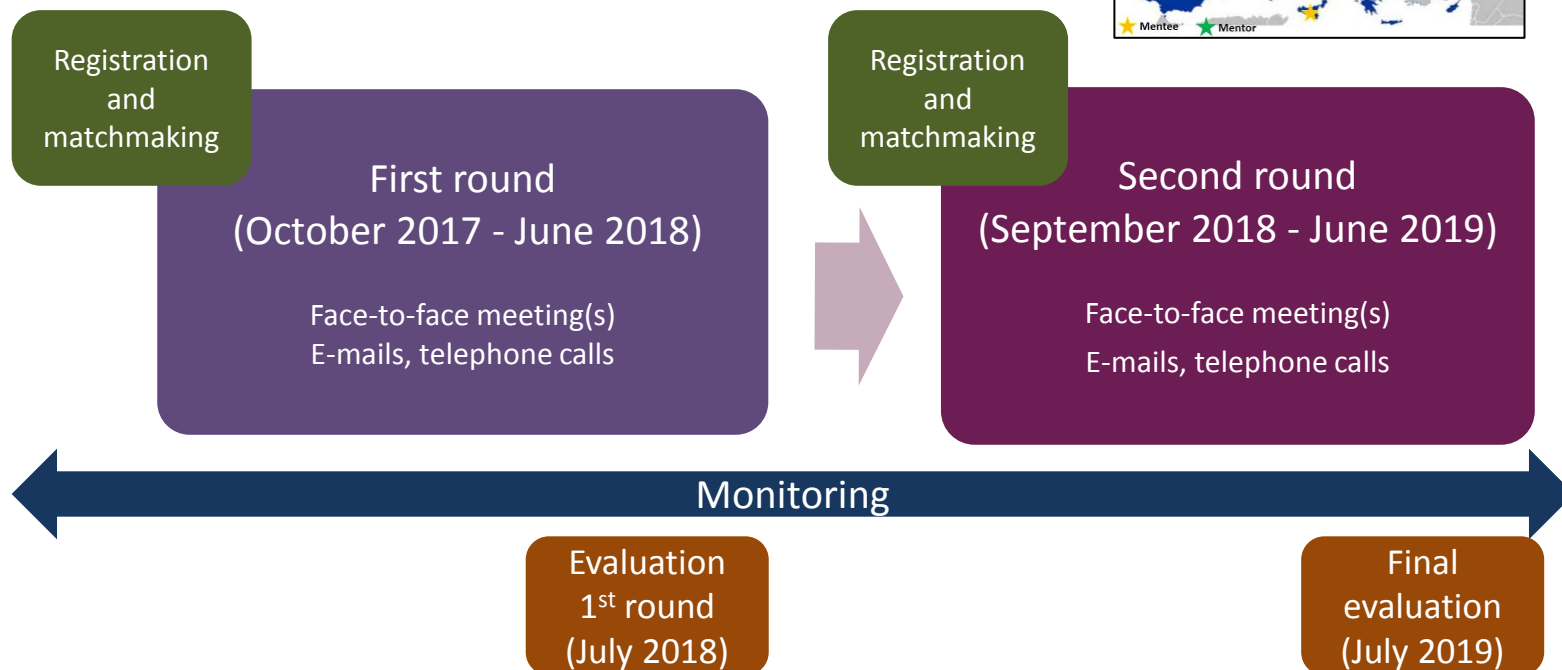 Mentee
Mentor
Registration
and
matchmaking
First round
(October 2017 - June 2018)
Face-to-face meeting(s)
E-mails, telephone calls
Registration
and
matchmaking
Second round
(September 2018 - June 2019)
Face-to-face meeting(s)
E-mails, telephone calls
Monitoring
Evaluation
1st round
(July 2018)
Final
evaluation
(July 2019)